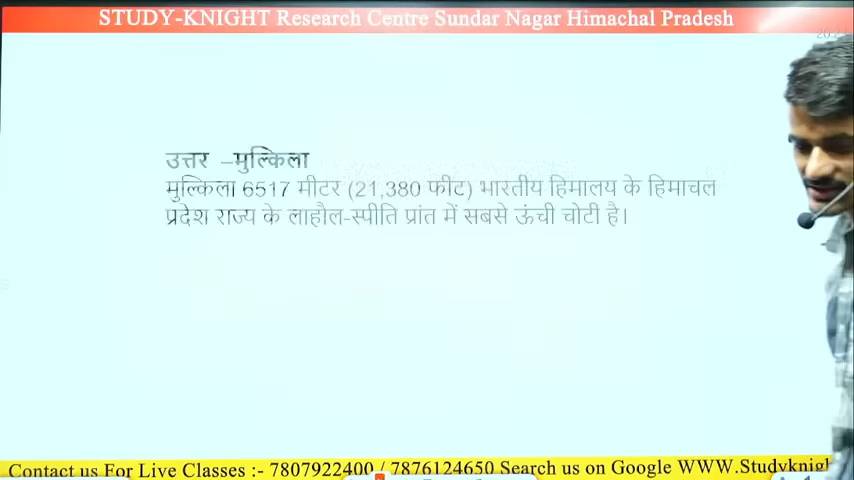 STUDY-KNIGHT Research Centre Sundar Nagar Himachal Pradesh
उत्तर –मुल्किला
मुल्किला 6517 मीटर (21,380 फीट) भारतीय हिमालय के हिमाचल
प्रदेश राज्य के लाहौल-स्पीति प्रांत में सबसे ऊंची चोटी है।
Contact us For Live Classes :- 7807922400 / 7876124650 Search us on Google WWW.Studyknigh